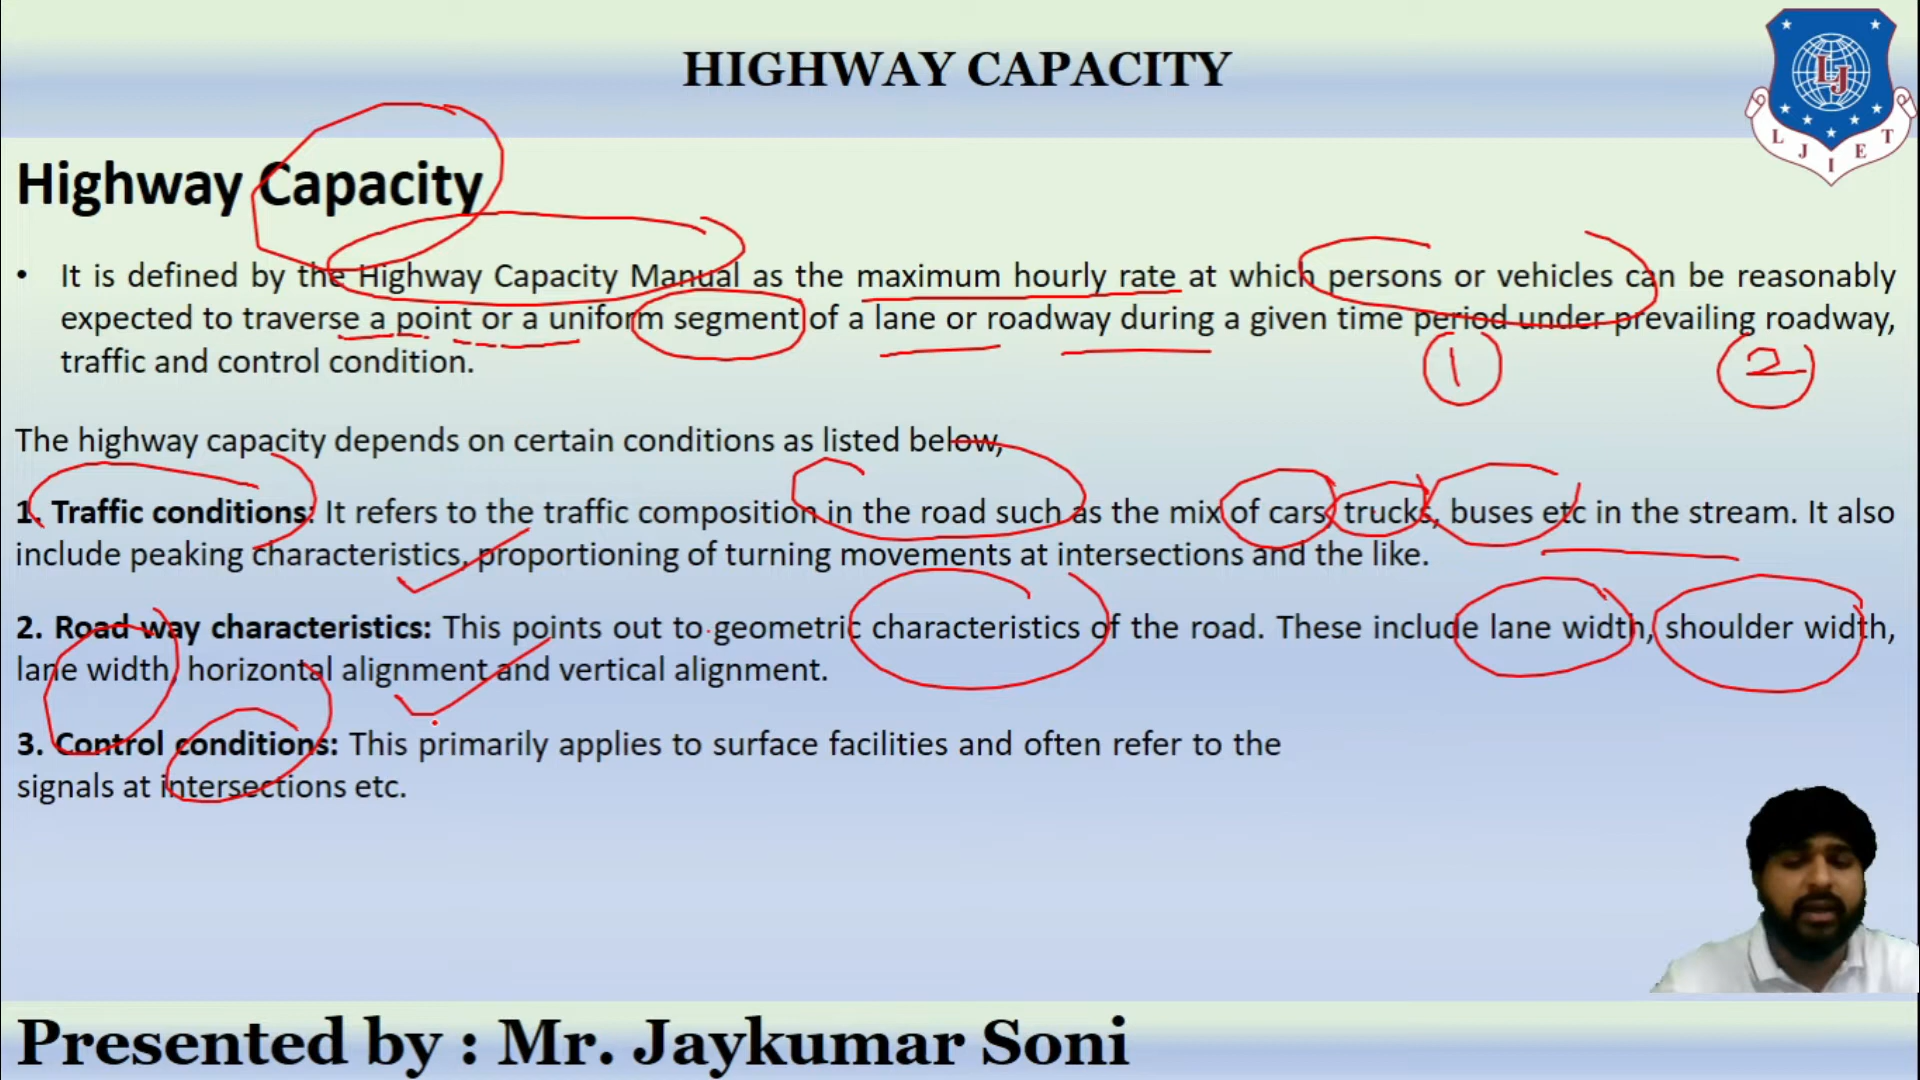 HIGHWAY CAPACITY
L J I E T
LJ
Highway Capacity
• It is defined by the Highway Capacity Manual as the maximum hourly rate at which persons or vehicles can be reasonably
expected to traverse a point or a uniform segment of a lane or roadway during a given time period under prevailing roadway,
traffic and control condition.
1 2
The highway capacity depends on certain conditions as listed below,
1. Traffic conditions: It refers to the traffic composition in the road such as the mix of cars, trucks, buses etc in the stream. It also
include peaking characteristics, proportioning of turning movements at intersections and the like.
2. Road way characteristics: This points out to geometric characteristics of the road. These include lane width, shoulder width,
lane width, horizontal alignment and vertical alignment.
3. Control conditions: This primarily applies to surface facilities and often refer to the
signals at intersections etc.
Presented by : Mr. Jaykumar Soni